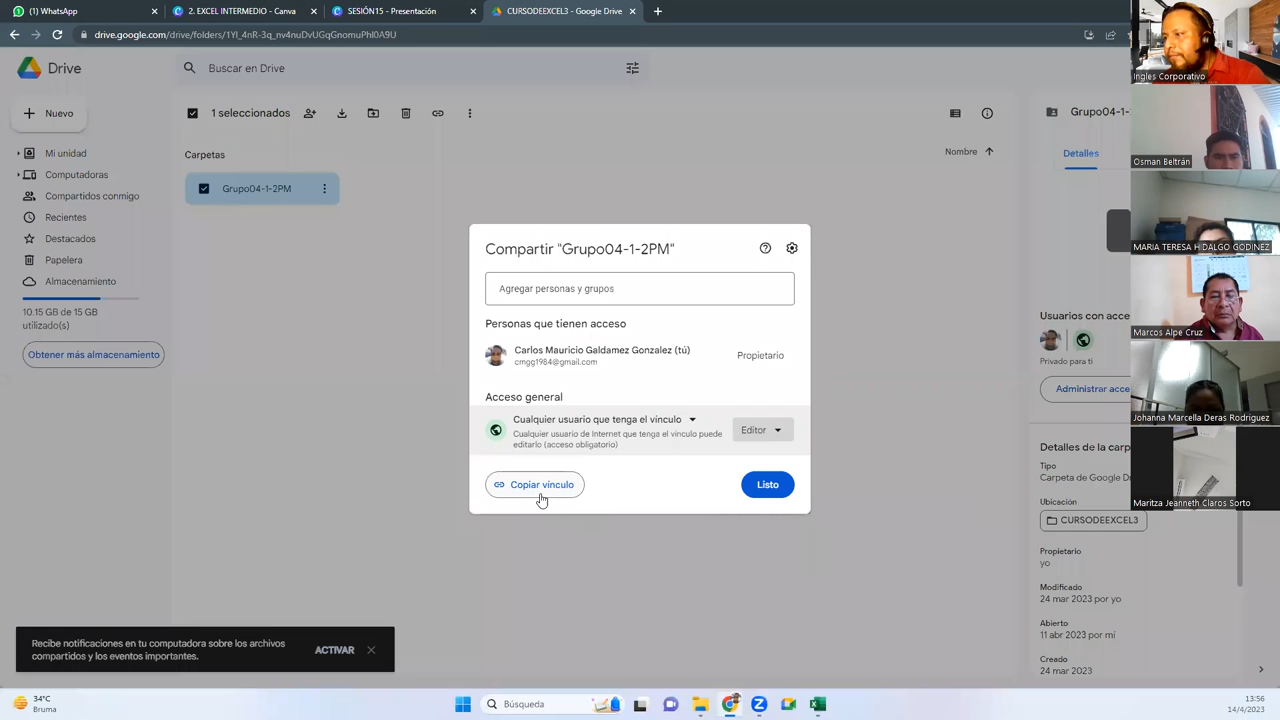 (1) WhatsApp
2. EXCEL INTERMEDIO - Canva
SESIÓN15 - Presentación
CURSODEEXCEL3 - Google Drive
drive.google.com/drive/folders/1Yl_4nR-3q_nv4nuDvUGqGnomuPhl0A9U
Drive
Buscar en Drive
Nuevo
1 seleccionados
Mi unidad
Computadoras
Compartidos conmigo
Recientes
Destacados
Papelera
Almacenamiento
10.15 GB de 15 GB
utilizado(s)
Obtener más almacenamiento
Carpetas
Grupo04-1-2PM
Nombre
Compartir "Grupo04-1-2PM"
Agregar personas y grupos
Personas que tienen acceso
Carlos Mauricio Galdamez Gonzalez (tú)
cmgg1984@gmail.com
Propietario
Acceso general
Cualquier usuario que tenga el vínculo
Cualquier usuario de Internet que tenga el vínculo puede
editarlo (acceso obligatorio)
Editor
Copiar vínculo
Listo
Grupo04-1-
Detalles
Usuarios con acce
Privado para ti
Administrar acce
Detalles de la carp
Tipo
Carpeta de Google Dr
Ubicación
CURSODEEXCEL3
Propietario
yo
Modificado
24 mar 2023 por yo
Abierto
11 abr 2023 por mí
Creado
24 mar 2023
Ingles Corporativo
Osman Beltrán
MARIA TERESA HIDALGO GODINEZ
Marcos Alpe Cruz
Johanna Marcella Deras Rodriguez
Maritza Jeanneth Claros Sorto
Recibe notificaciones en tu computadora sobre los archivos
compartidos y los eventos importantes.
ACTIVAR
34°C
Bruma
Búsqueda
13:56
14/4/2023